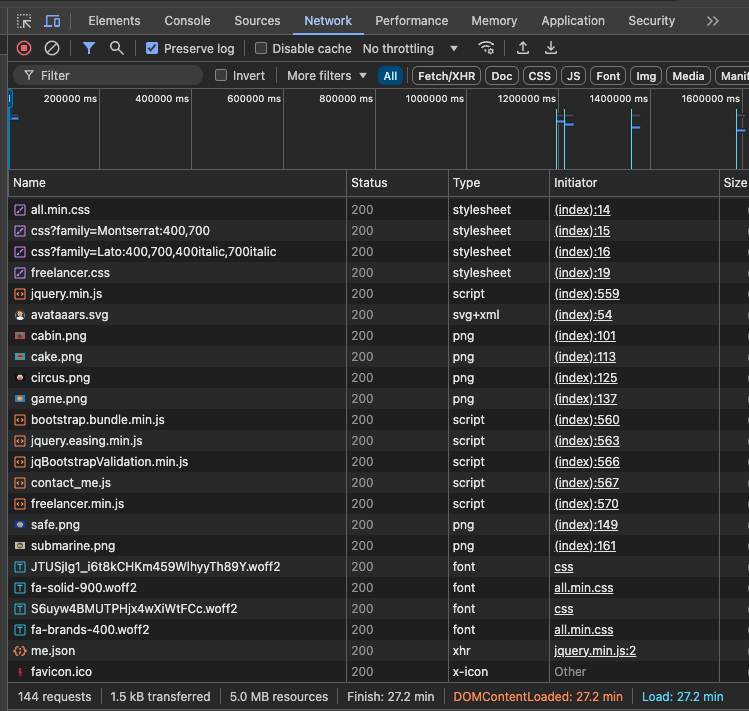 Elements Console Sources Network Performance Memory Application Security
Preserve log Disable cache No throttling
Filter Invert More filters All Fetch/XHR Doc CSS JS Font Img Media Manif
200000 ms 400000 ms 600000 ms 800000 ms 1000000 ms 1200000 ms 1400000 ms 1600000 ms
Name Status Type Initiator Size
all.min.css 200 stylesheet (index):14
css?family=Montserrat:400,700 200 stylesheet (index):15
css?family=Lato:400,700,400italic,700italic 200 stylesheet (index):16
freelancer.css 200 stylesheet (index):19
jquery.min.js 200 script (index):559
avataaars.svg 200 svg+xml (index):54
cabin.png 200 png (index):101
cake.png 200 png (index):113
circus.png 200 png (index):125
game.png 200 png (index):137
bootstrap.bundle.min.js 200 script (index):560
jquery.easing.min.js 200 script (index):563
jqBootstrapValidation.min.js 200 script (index):566
contact_me.js 200 script (index):567
freelancer.min.js 200 script (index):570
safe.png 200 png (index):149
submarine.png 200 png (index):161
JTUSjIg1_i6t8kCHKm459WlhyyTh89Y.woff2 200 font css
fa-solid-900.woff2 200 font all.min.css
S6uyw4BMUTPHjx4wXiWtFCc.woff2 200 font css
fa-brands-400.woff2 200 font all.min.css
me.json 200 xhr jquery.min.js:2
favicon.ico 200 x-icon Other
144 requests 1.5 kB transferred 5.0 MB resources Finish: 27.2 min DOMContentLoaded: 27.2 min Load: 27.2 min